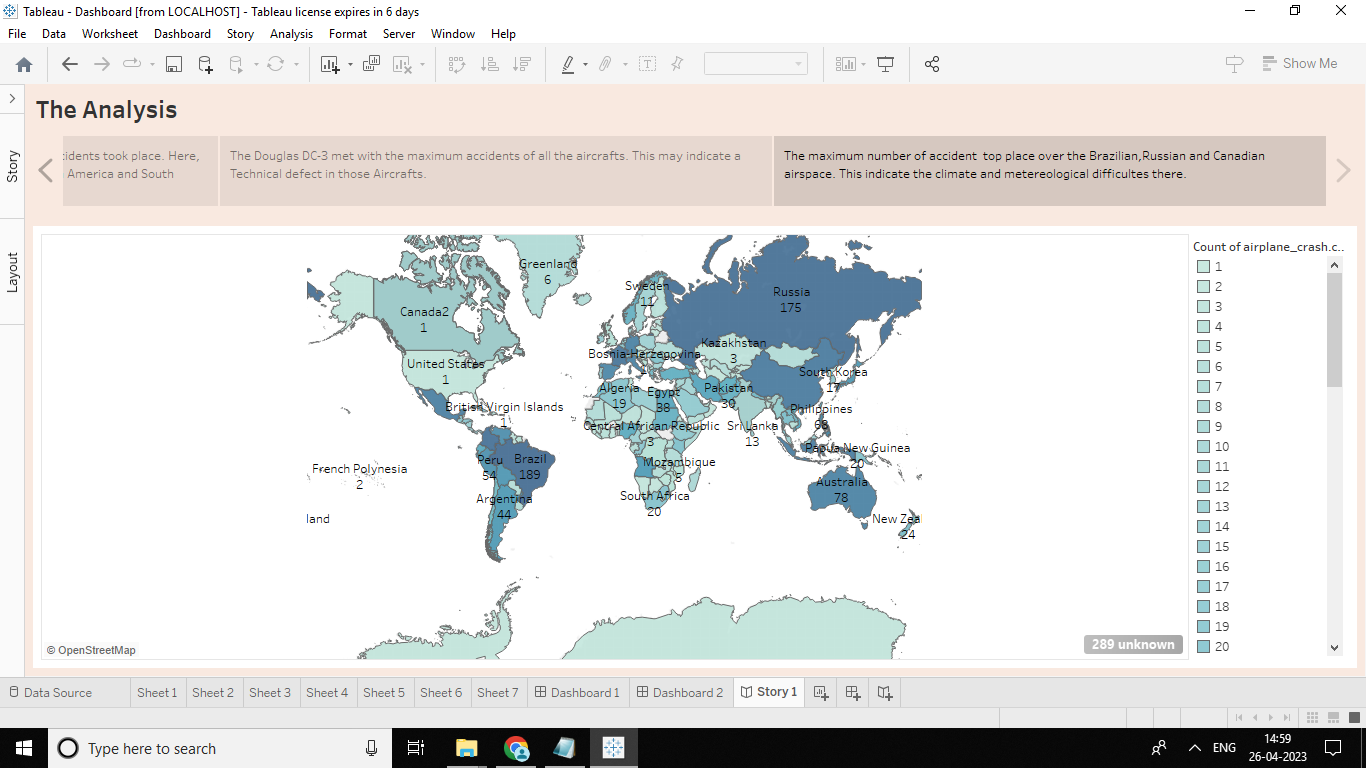 Tableau - Dashboard [from LOCALHOST] - Tableau license expires in 6 days
File Data Worksheet Dashboard Story Analysis Format Server Window Help
Show Me
Story
Layout
The Analysis
cidents took place. Here,
America and South
The Douglas DC-3 met with the maximum accidents of all the aircrafts. This may indicate a
Technical defect in those Aircrafts.
The maximum number of accident top place over the Brazilian,Russian and Canadian
airspace. This indicate the climate and metereological difficultes there.
Greenland
6
Sweden
11
Russia
175
Canada2
1
Kazakhstan
3
Bosnia-Herzegovina
United States
1
South Korea
17
Algeria
19
Egypt
38
Pakistan
30
British Virgin Islands
1
Philippines
68
Central African Republic
3
Sri Lanka
13
Papua New Guinea
20
French Polynesia
2
Peru
54
Brazil
189
Mozambique
5
Australia
78
Argentina
44
South Africa
20
land
New Zea
24
© OpenStreetMap
289 unknown
Count of airplane_crash.c..
1
2
3
4
5
6
7
8
9
10
11
12
13
14
15
16
17
18
19
20
Data Source Sheet 1 Sheet 2 Sheet 3 Sheet 4 Sheet 5 Sheet 6 Sheet 7 Dashboard 1 Dashboard 2 Story 1
Type here to search
ENG
14:59
26-04-2023